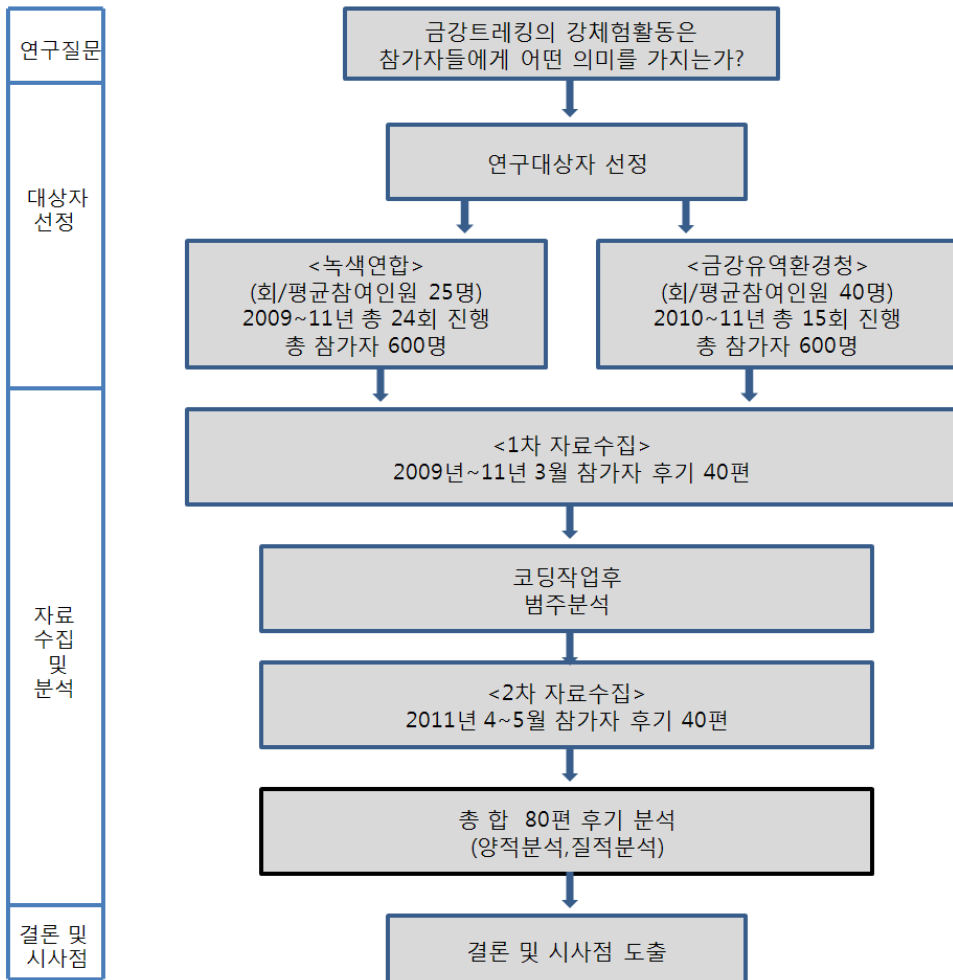 연구질문
금강트레킹의 강체험활동은
참가자들에게 어떤 의미를 가지는가?
대상자
선정
연구대상자 선정
<녹색연합>
(회/평균참여인원 25명)
2009~11년 총 24회 진행
총 참가자 600명
<금강유역환경청>
(회/평균참여인원 40명)
2010~11년 총 15회 진행
총 참가자 600명
자료
수집
및
분석
<1차 자료수집>
2009년~11년 3월 참가자 후기 40편
코딩작업후
범주분석
<2차 자료수집>
2011년 4~5월 참가자 후기 40편
총 합 80편 후기 분석
(양적분석,질적분석)
결론 및
시사점
결론 및 시사점 도출